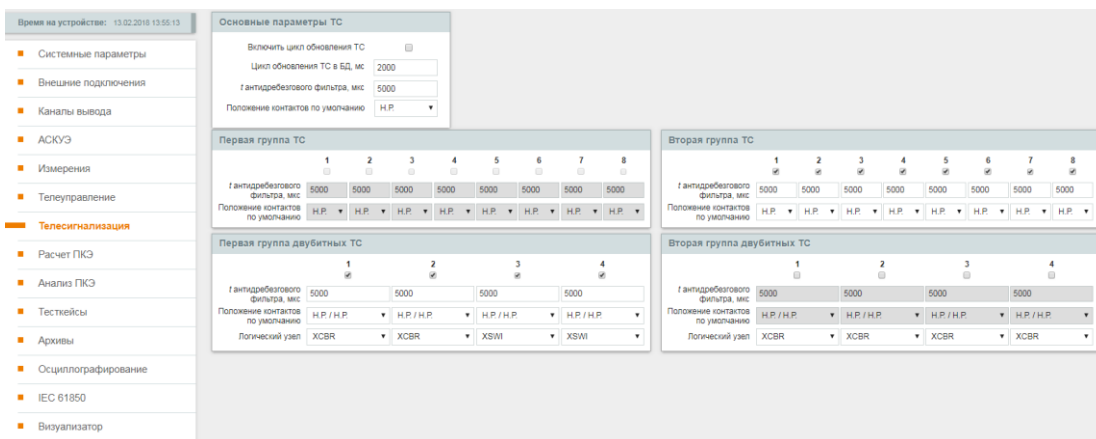 Время на устройстве: 13.02.2018 13:55:13
Системные параметры
Внешние подключения
Каналы вывода
АСКУЭ
Измерения
Телеуправление
Телесигнализация
Расчет ПКЭ
Анализ ПКЭ
Тесткейсы
Архивы
Осциллографирование
IEC 61850
Визуализатор
Основные параметры ТС
Включить цикл обновления ТС
Цикл обновления ТС в БД, мс 2000
t антидребезгового фильтра, мкс 5000
Положение контактов по умолчанию Н.Р.
Первая группа ТС
1 2 3 4 5 6 7 8
t антидребезгового
фильтра, мкс 5000 5000 5000 5000 5000 5000 5000 5000
Положение контактов
по умолчанию Н.Р. Н.Р. Н.Р. Н.Р. Н.Р. Н.Р. Н.Р. Н.Р.
Вторая группа ТС
1 2 3 4 5 6 7 8
t антидребезгового
фильтра, мкс 5000 5000 5000 5000 5000 5000 5000 5000
Положение контактов
по умолчанию Н.Р. Н.Р. Н.Р. Н.Р. Н.Р. Н.Р. Н.Р. Н.Р.
Первая группа двубитных ТС
1 2 3 4
t антидребезгового
фильтра, мкс 5000 5000 5000 5000
Положение контактов
по умолчанию Н.Р. / Н.Р. Н.Р. / Н.Р. Н.Р. / Н.Р. Н.Р. / Н.Р.
Логический узел XCBR XCBR XSWI XSWI
Вторая группа двубитных ТС
1 2 3 4
t антидребезгового
фильтра, мкс 5000 5000 5000 5000
Положение контактов
по умолчанию Н.Р. / Н.Р. Н.Р. / Н.Р. Н.Р. / Н.Р. Н.Р. / Н.Р.
Логический узел XCBR XCBR XCBR XCBR